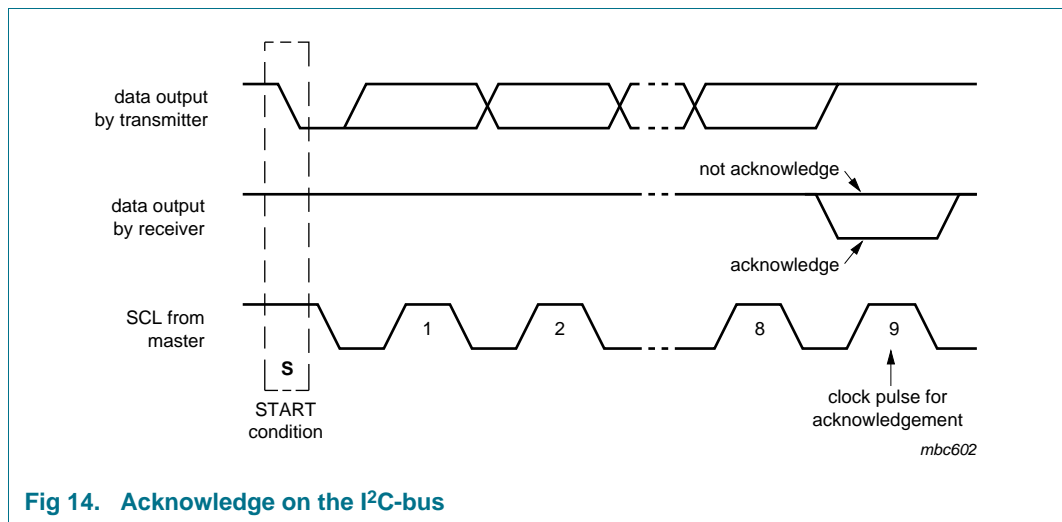 data output
by transmitter
not acknowledge
data output
by receiver
acknowledge
SCL from
master
1
2
8
9
S
START
condition
clock pulse for
acknowledgement
mbc602
Fig 14. Acknowledge on the I²C-bus